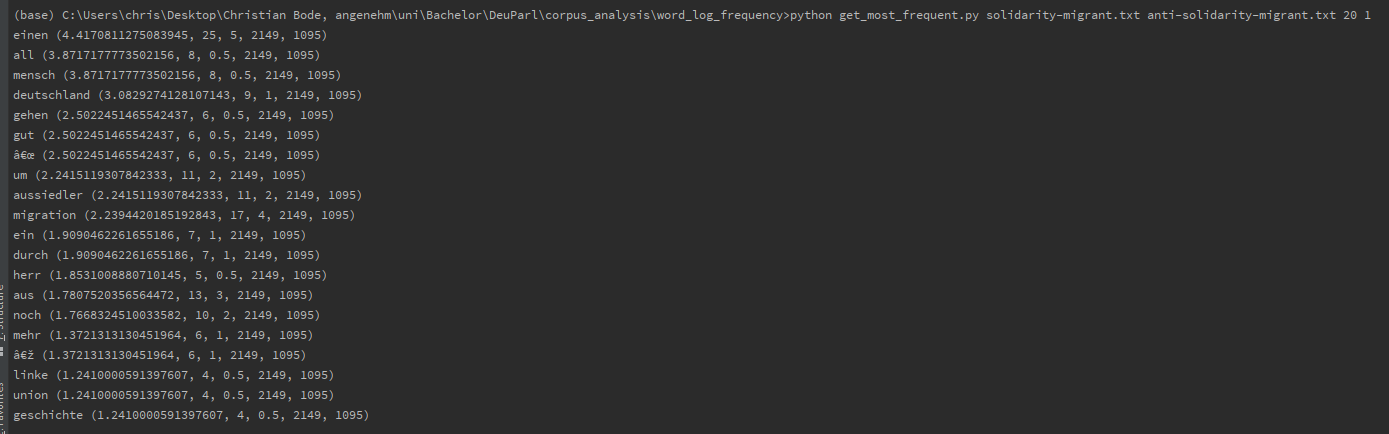 (base) C:\Users\chris\Desktop\Christian Bode, angenehm\uni\Bachelor\DeuParl\corpus_analysis\word_log_frequency>python get_most_frequent.py solidarity-migrant.txt anti-solidarity-migrant.txt 20 1
einen (4.4170811275083945, 25, 5, 2149, 1095)
all (3.8717177773502156, 8, 0.5, 2149, 1095)
mensch (3.8717177773502156, 8, 0.5, 2149, 1095)
deutschland (3.0829274128107143, 9, 1, 2149, 1095)
gehen (2.5022451465542437, 6, 0.5, 2149, 1095)
gut (2.5022451465542437, 6, 0.5, 2149, 1095)
â€œ (2.5022451465542437, 6, 0.5, 2149, 1095)
um (2.2415119307842333, 11, 2, 2149, 1095)
aussiedler (2.2415119307842333, 11, 2, 2149, 1095)
migration (2.2394420185192843, 17, 4, 2149, 1095)
ein (1.9090462261655186, 7, 1, 2149, 1095)
durch (1.9090462261655186, 7, 1, 2149, 1095)
herr (1.8531008880710145, 5, 0.5, 2149, 1095)
aus (1.7807520356564472, 13, 3, 2149, 1095)
noch (1.7668324510033582, 10, 2, 2149, 1095)
mehr (1.3721313130451964, 6, 1, 2149, 1095)
â€ž (1.3721313130451964, 6, 1, 2149, 1095)
linke (1.2410000591397607, 4, 0.5, 2149, 1095)
union (1.2410000591397607, 4, 0.5, 2149, 1095)
geschichte (1.2410000591397607, 4, 0.5, 2149, 1095)